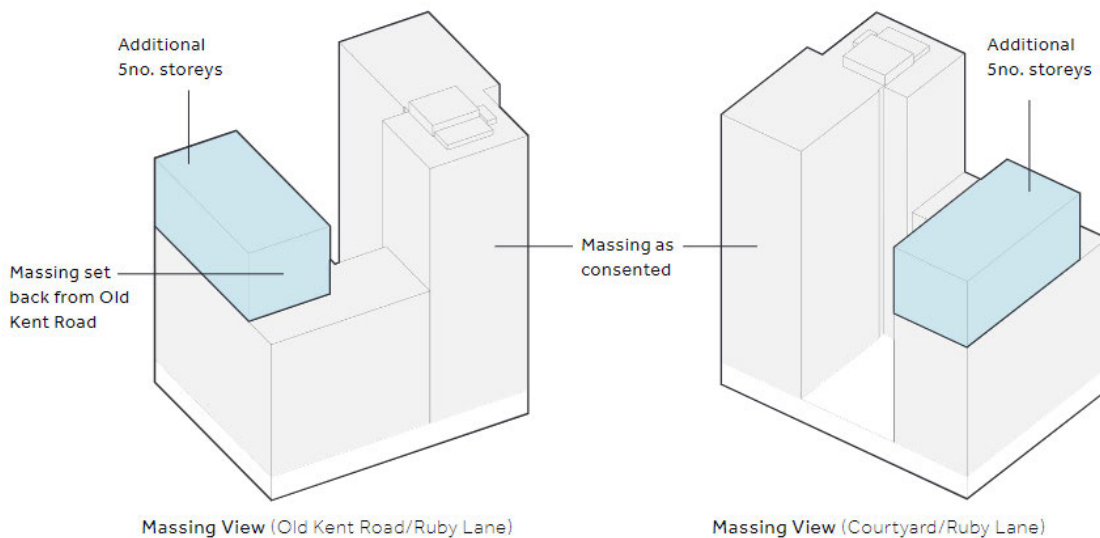 Additional
5no. storeys
Additional
5no. storeys
Massing set
back from Old
Kent Road
Massing as
consented
Massing View (Old Kent Road/Ruby Lane)
Massing View (Courtyard/Ruby Lane)